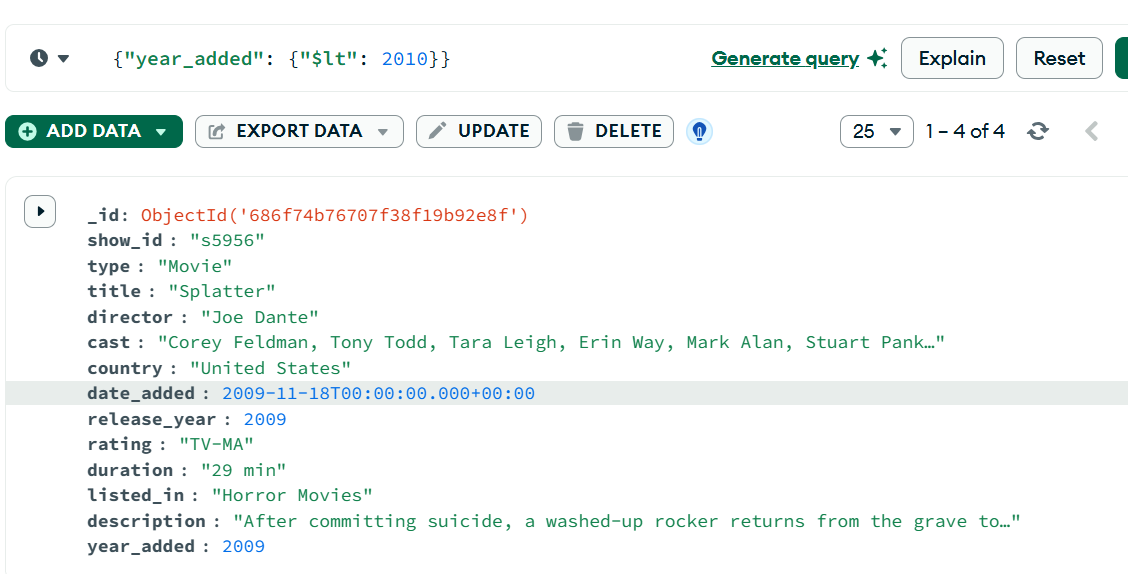 {"year_added": {"$lt": 2010}} Generate query Explain Reset
ADD DATA EXPORT DATA UPDATE DELETE 25 1 – 4 of 4
_id: ObjectId('686f74b76707f38f19b92e8f')
show_id : "s5956"
type : "Movie"
title : "Splatter"
director : "Joe Dante"
cast : "Corey Feldman, Tony Todd, Tara Leigh, Erin Way, Mark Alan, Stuart Pank…"
country : "United States"
date_added : 2009-11-18T00:00:00.000+00:00
release_year : 2009
rating : "TV-MA"
duration : "29 min"
listed_in : "Horror Movies"
description : "After committing suicide, a washed-up rocker returns from the grave to…"
year_added : 2009